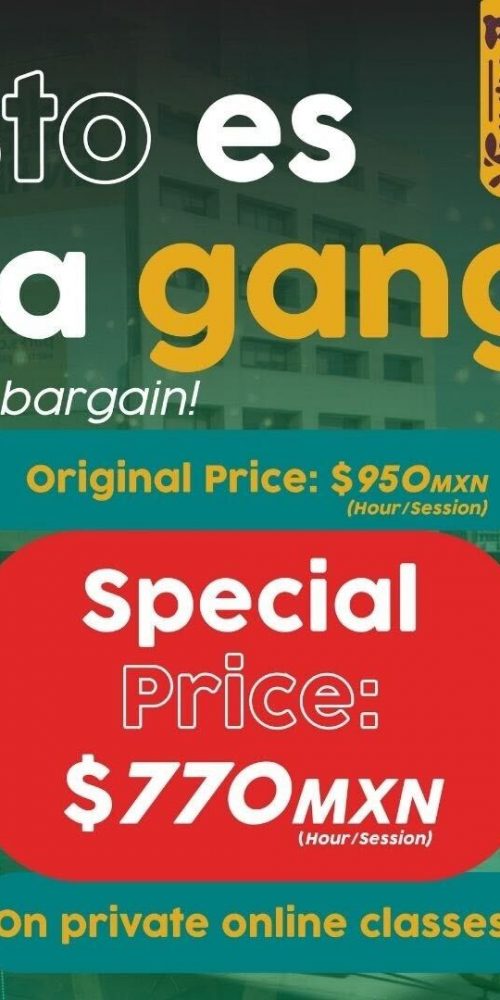 sto es
a gang
bargain!
Original Price: $950MXN
(Hour/Session)
Special
Price:
$770MXN
(Hour/Session)
On private online classes